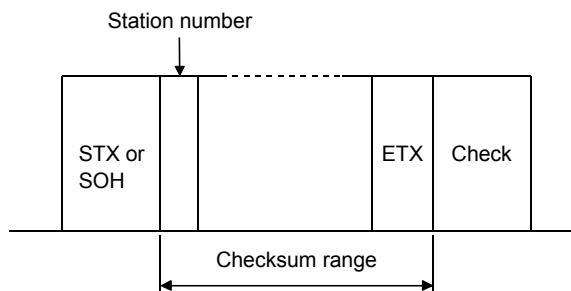 Station number
STX or
SOH
ETX
Check
Checksum range